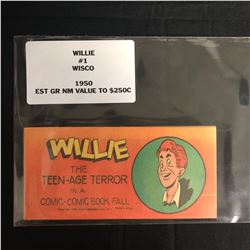 WILLIE
#1
WISCO
1950
EST GR NM VALUE TO $250C
WILLIE
THE
TEEN-AGE TERROR
IN A
COMIC-COMIC BOOK FALL